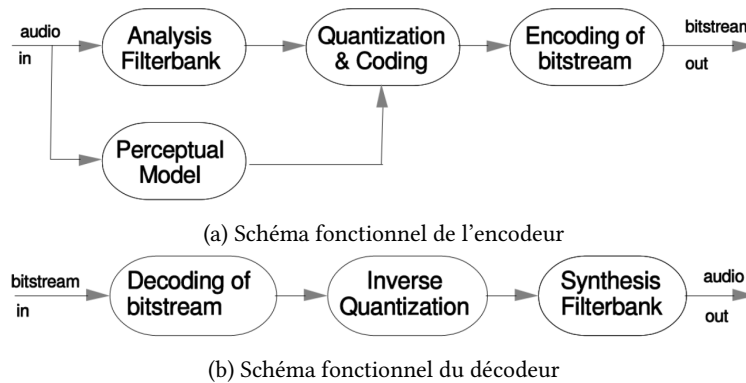 audio
in
Analysis
Filterbank
Quantization
& Coding
Encoding of
bitstream
bitstream
out
Perceptual
Model
(a) Schéma fonctionnel de l'encodeur
bitstream
in
Decoding of
bitstream
Inverse
Quantization
Synthesis
Filterbank
audio
out
(b) Schéma fonctionnel du décodeur